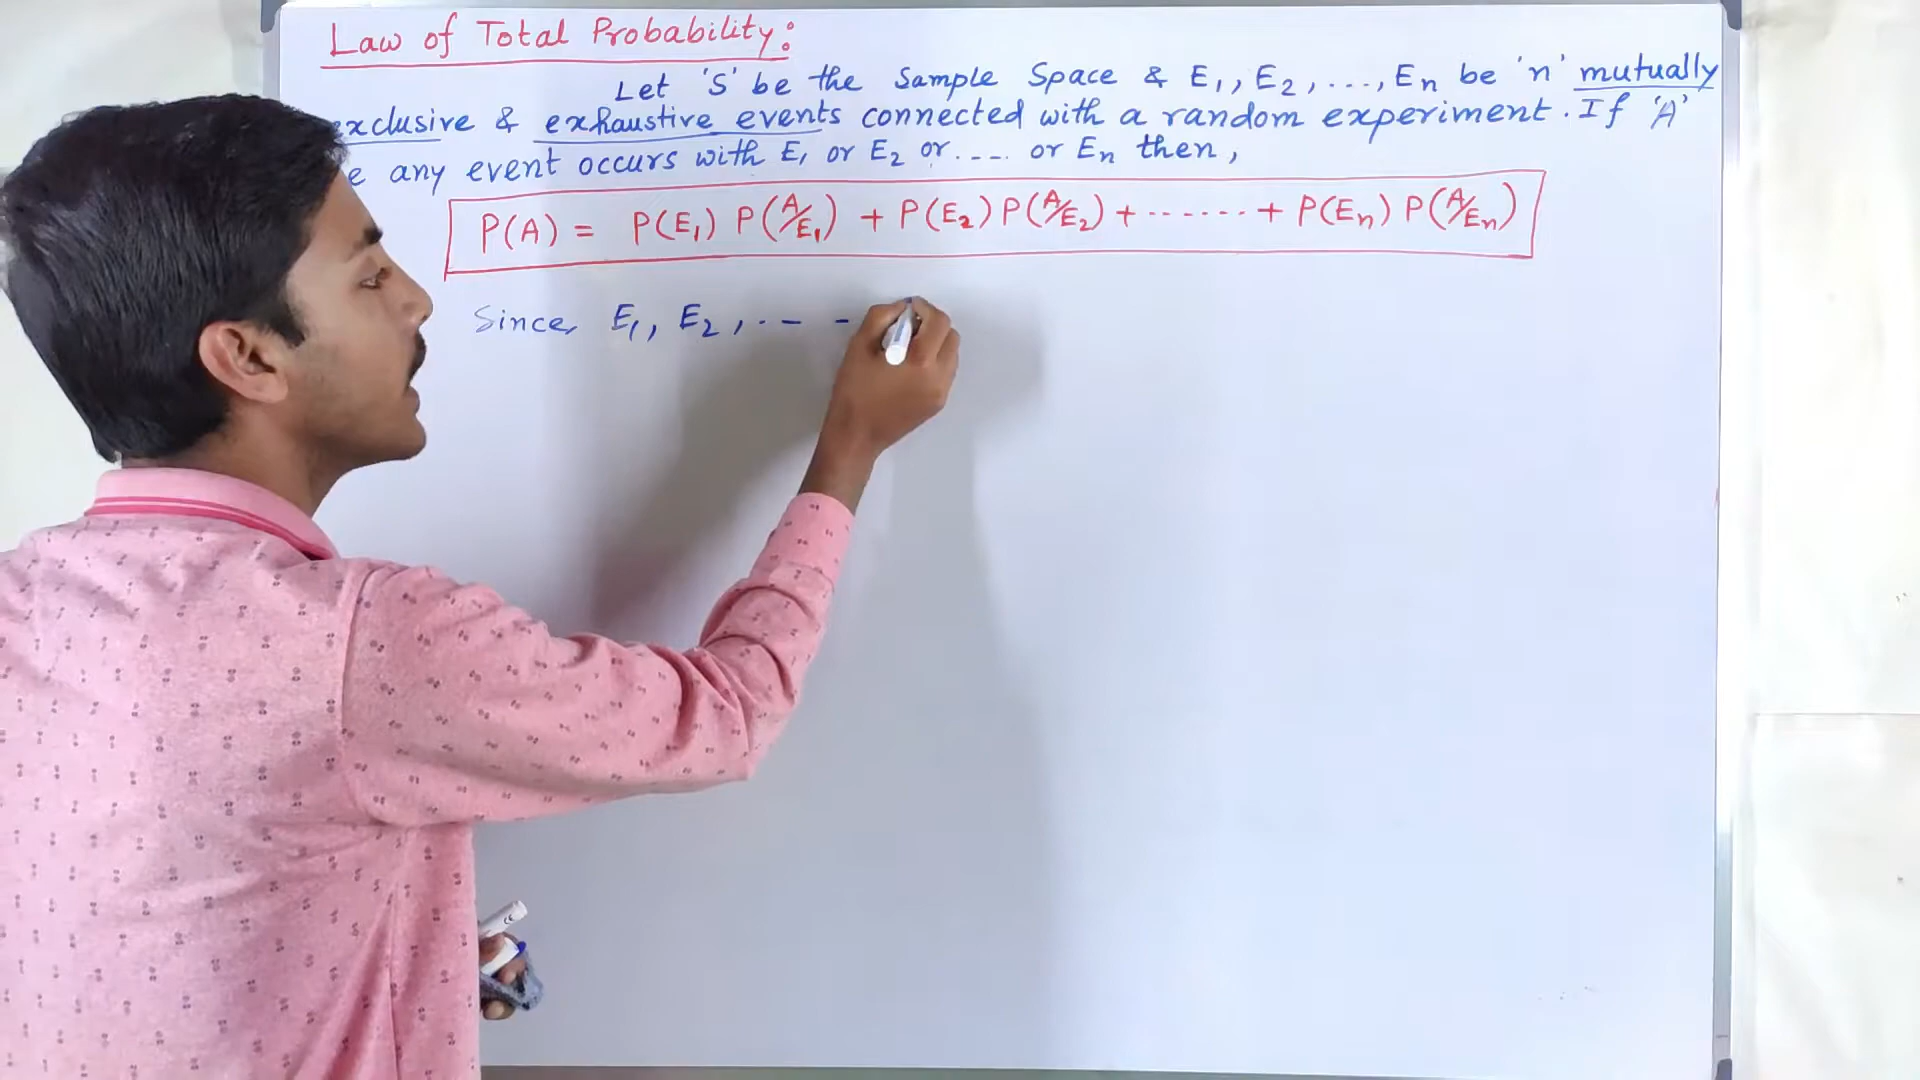 Law of Total Probability:
Let 'S' be the Sample Space & E1, E2, ..., En be 'n' mutually
exclusive & exhaustive events connected with a random experiment. If 'A'
any event occurs with E1 or E2 or .... or En then,
P(A) = P(E1) P(A/E1) + P(E2) P(A/E2) + ....... + P(En) P(A/En)
Since, E1, E2, .- -